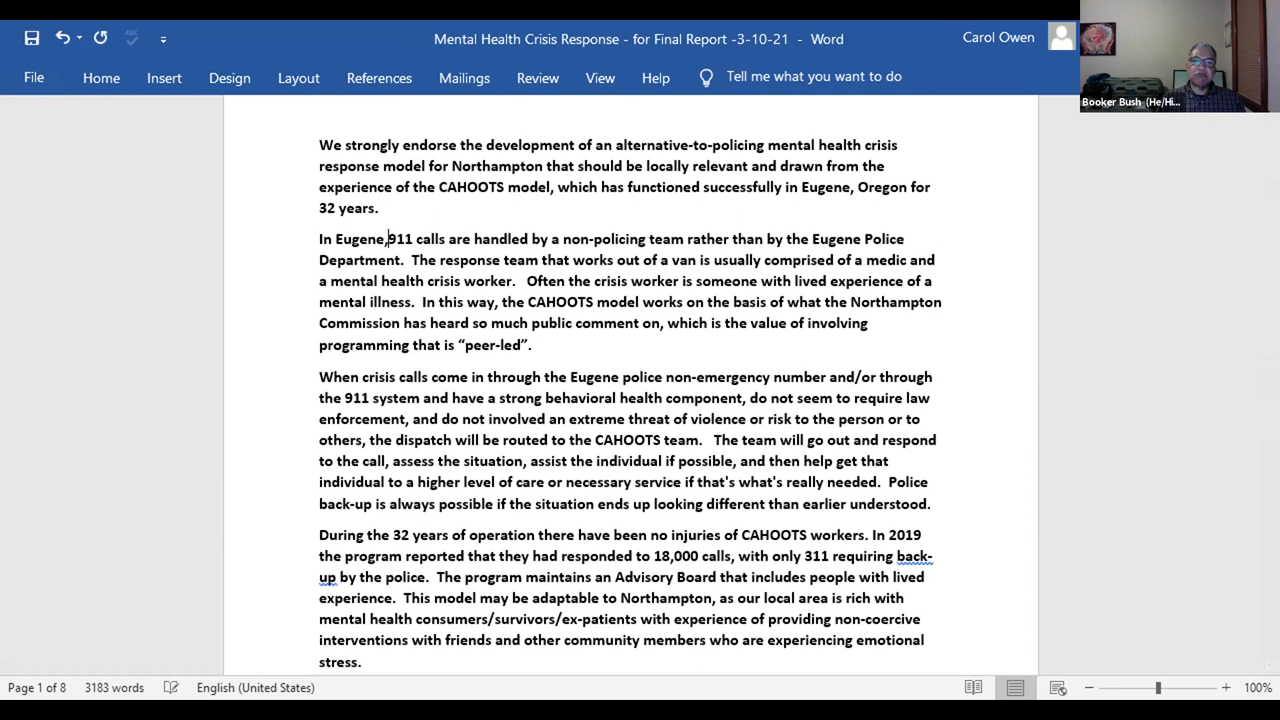 Mental Health Crisis Response - for Final Report -3-10-21 - Word
Carol Owen
File Home Insert Design Layout References Mailings Review View Help Tell me what you want to do
Booker Bush (He/Hi...
We strongly endorse the development of an alternative-to-policing mental health crisis
response model for Northampton that should be locally relevant and drawn from the
experience of the CAHOOTS model, which has functioned successfully in Eugene, Oregon for
32 years.
In Eugene,911 calls are handled by a non-policing team rather than by the Eugene Police
Department. The response team that works out of a van is usually comprised of a medic and
a mental health crisis worker. Often the crisis worker is someone with lived experience of a
mental illness. In this way, the CAHOOTS model works on the basis of what the Northampton
Commission has heard so much public comment on, which is the value of involving
programming that is “peer-led”.
When crisis calls come in through the Eugene police non-emergency number and/or through
the 911 system and have a strong behavioral health component, do not seem to require law
enforcement, and do not involved an extreme threat of violence or risk to the person or to
others, the dispatch will be routed to the CAHOOTS team. The team will go out and respond
to the call, assess the situation, assist the individual if possible, and then help get that
individual to a higher level of care or necessary service if that's what's really needed. Police
back-up is always possible if the situation ends up looking different than earlier understood.
During the 32 years of operation there have been no injuries of CAHOOTS workers. In 2019
the program reported that they had responded to 18,000 calls, with only 311 requiring back-
up by the police. The program maintains an Advisory Board that includes people with lived
experience. This model may be adaptable to Northampton, as our local area is rich with
mental health consumers/survivors/ex-patients with experience of providing non-coercive
interventions with friends and other community members who are experiencing emotional
stress.
Page 1 of 8 3183 words English (United States) 100%